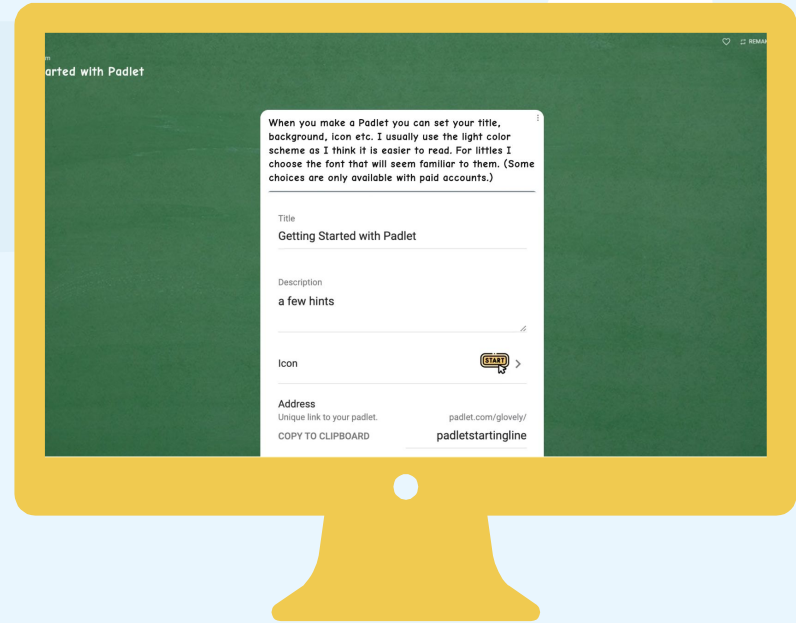 m
arted with Padlet
REMAK
When you make a Padlet you can set your title,
background, icon etc. I usually use the light color
scheme as I think it is easier to read. For littles I
choose the font that will seem familiar to them. (Some
choices are only available with paid accounts.)
Title
Getting Started with Padlet
Description
a few hints
Icon
START
Address
Unique link to your padlet.
padlet.com/glovely/
COPY TO CLIPBOARD
padletstartingline